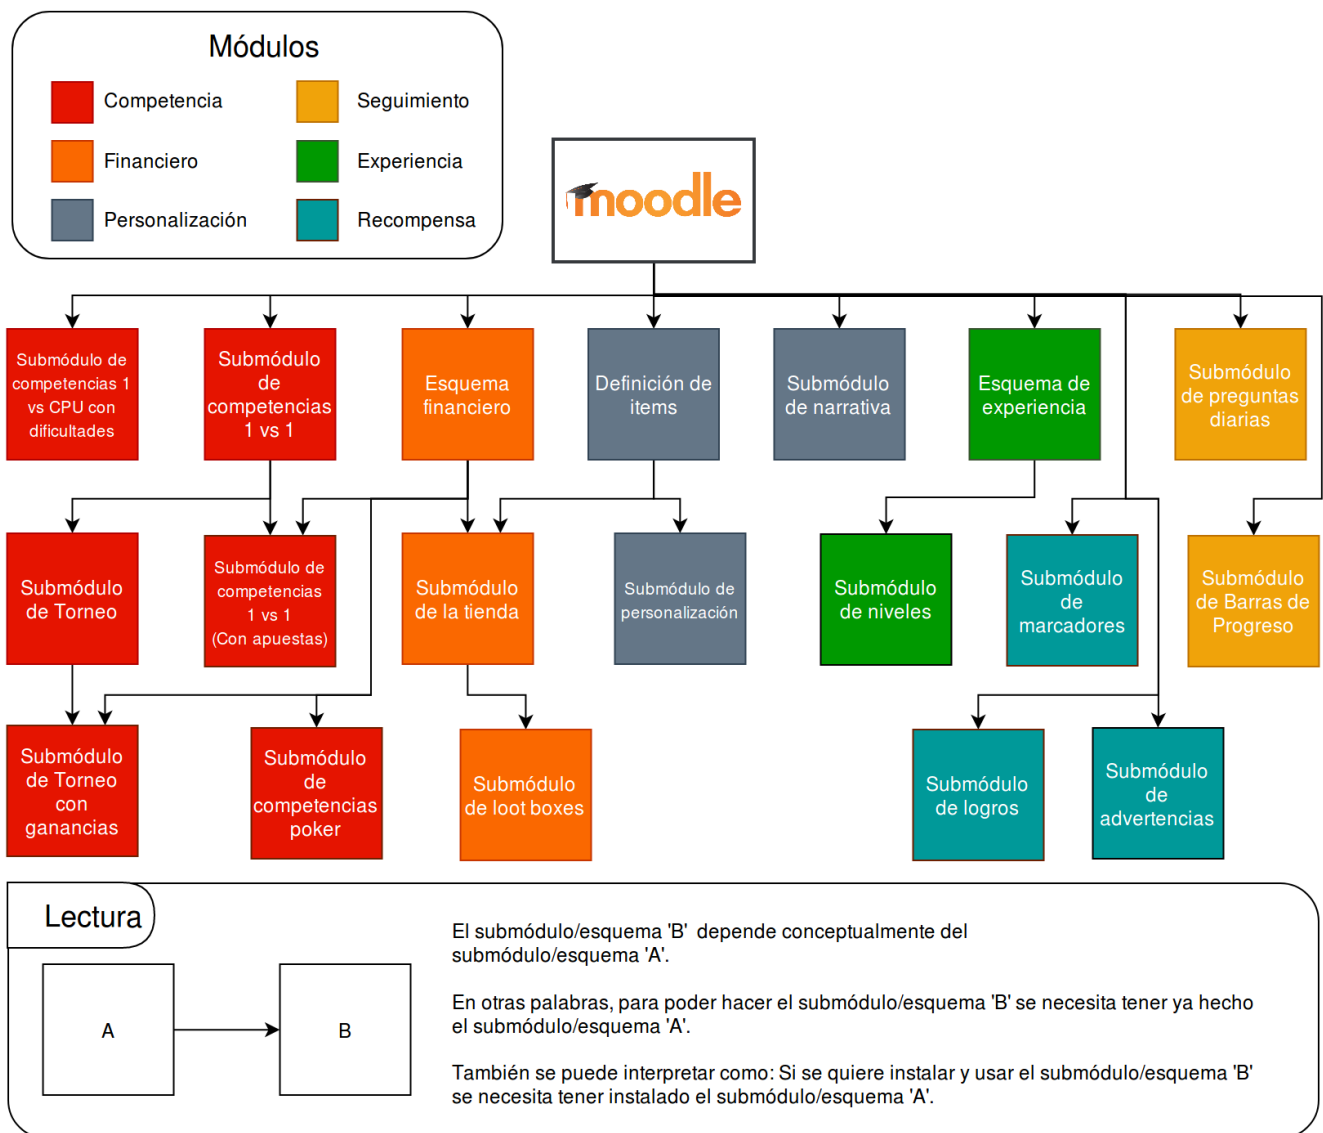 Módulos
Competencia
Seguimiento
Financiero
Experiencia
Personalización
Recompensa
moodle
Submódulo de
competencias 1
vs CPU con
dificultades
Submódulo
de
competencias
1 vs 1
Esquema
financiero
Definición de
items
Submódulo
de narrativa
Esquema de
experiencia
Submódulo
de preguntas
diarias
Submódulo
de Torneo
Submódulo de
competencias
1 vs 1
(Con apuestas)
Submódulo
de la tienda
Submódulo de
personalización
Submódulo
de niveles
Submódulo
de
marcadores
Submódulo
de Barras de
Progreso
Submódulo
de Torneo
con
ganancias
Submódulo
de
competencias
poker
Submódulo
de loot boxes
Submódulo
de logros
Submódulo
de
advertencias
Lectura
A
B
El submódulo/esquema 'B' depende conceptualmente del
submódulo/esquema 'A'.
En otras palabras, para poder hacer el submódulo/esquema 'B' se necesita tener ya hecho
el submódulo/esquema 'A'.
También se puede interpretar como: Si se quiere instalar y usar el submódulo/esquema 'B'
se necesita tener instalado el submódulo/esquema 'A'.